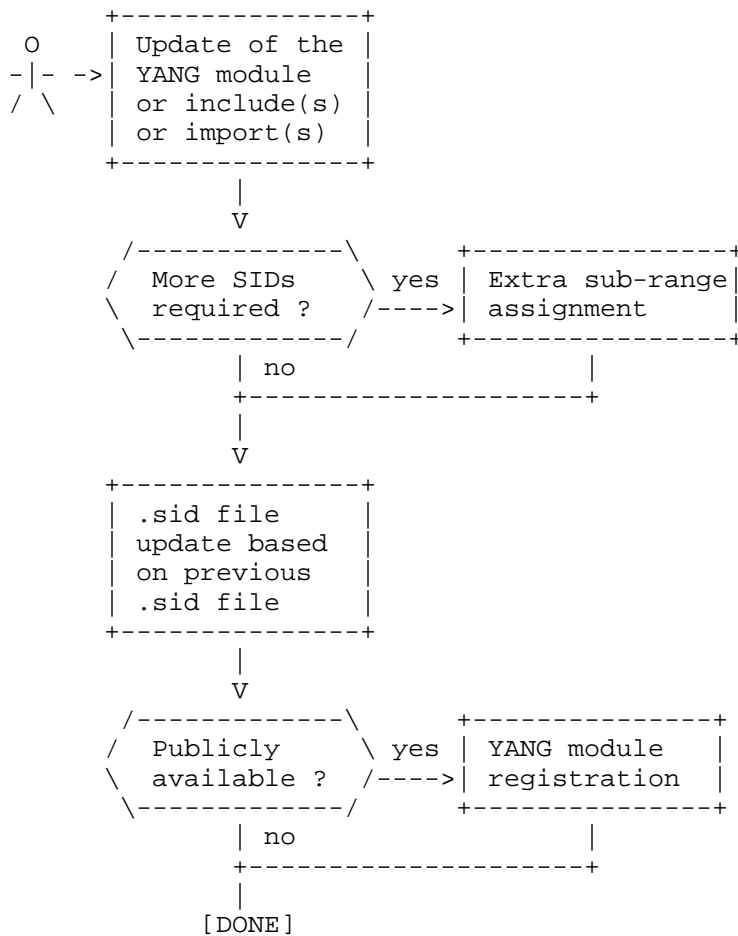 +---------------+
O       | Update of the |
-|- ->| YANG module   |
/ \    | or include(s) |
| or import(s)  |
+---------------+
|
V
/-------------\        +----------------+
/  More SIDs    \  yes | Extra sub-range|
\  required ?   /----->| assignment     |
\-------------/        +----------------+
| no                   |
+----------------------+
|
V
+---------------+
| .sid file     |
| update based  |
| on previous   |
| .sid file     |
+---------------+
|
V
/-------------\        +---------------+
/  Publicly     \  yes | YANG module   |
\  available ?  /----->| registration  |
\-------------/        +---------------+
| no                   |
+----------------------+
|
[DONE]